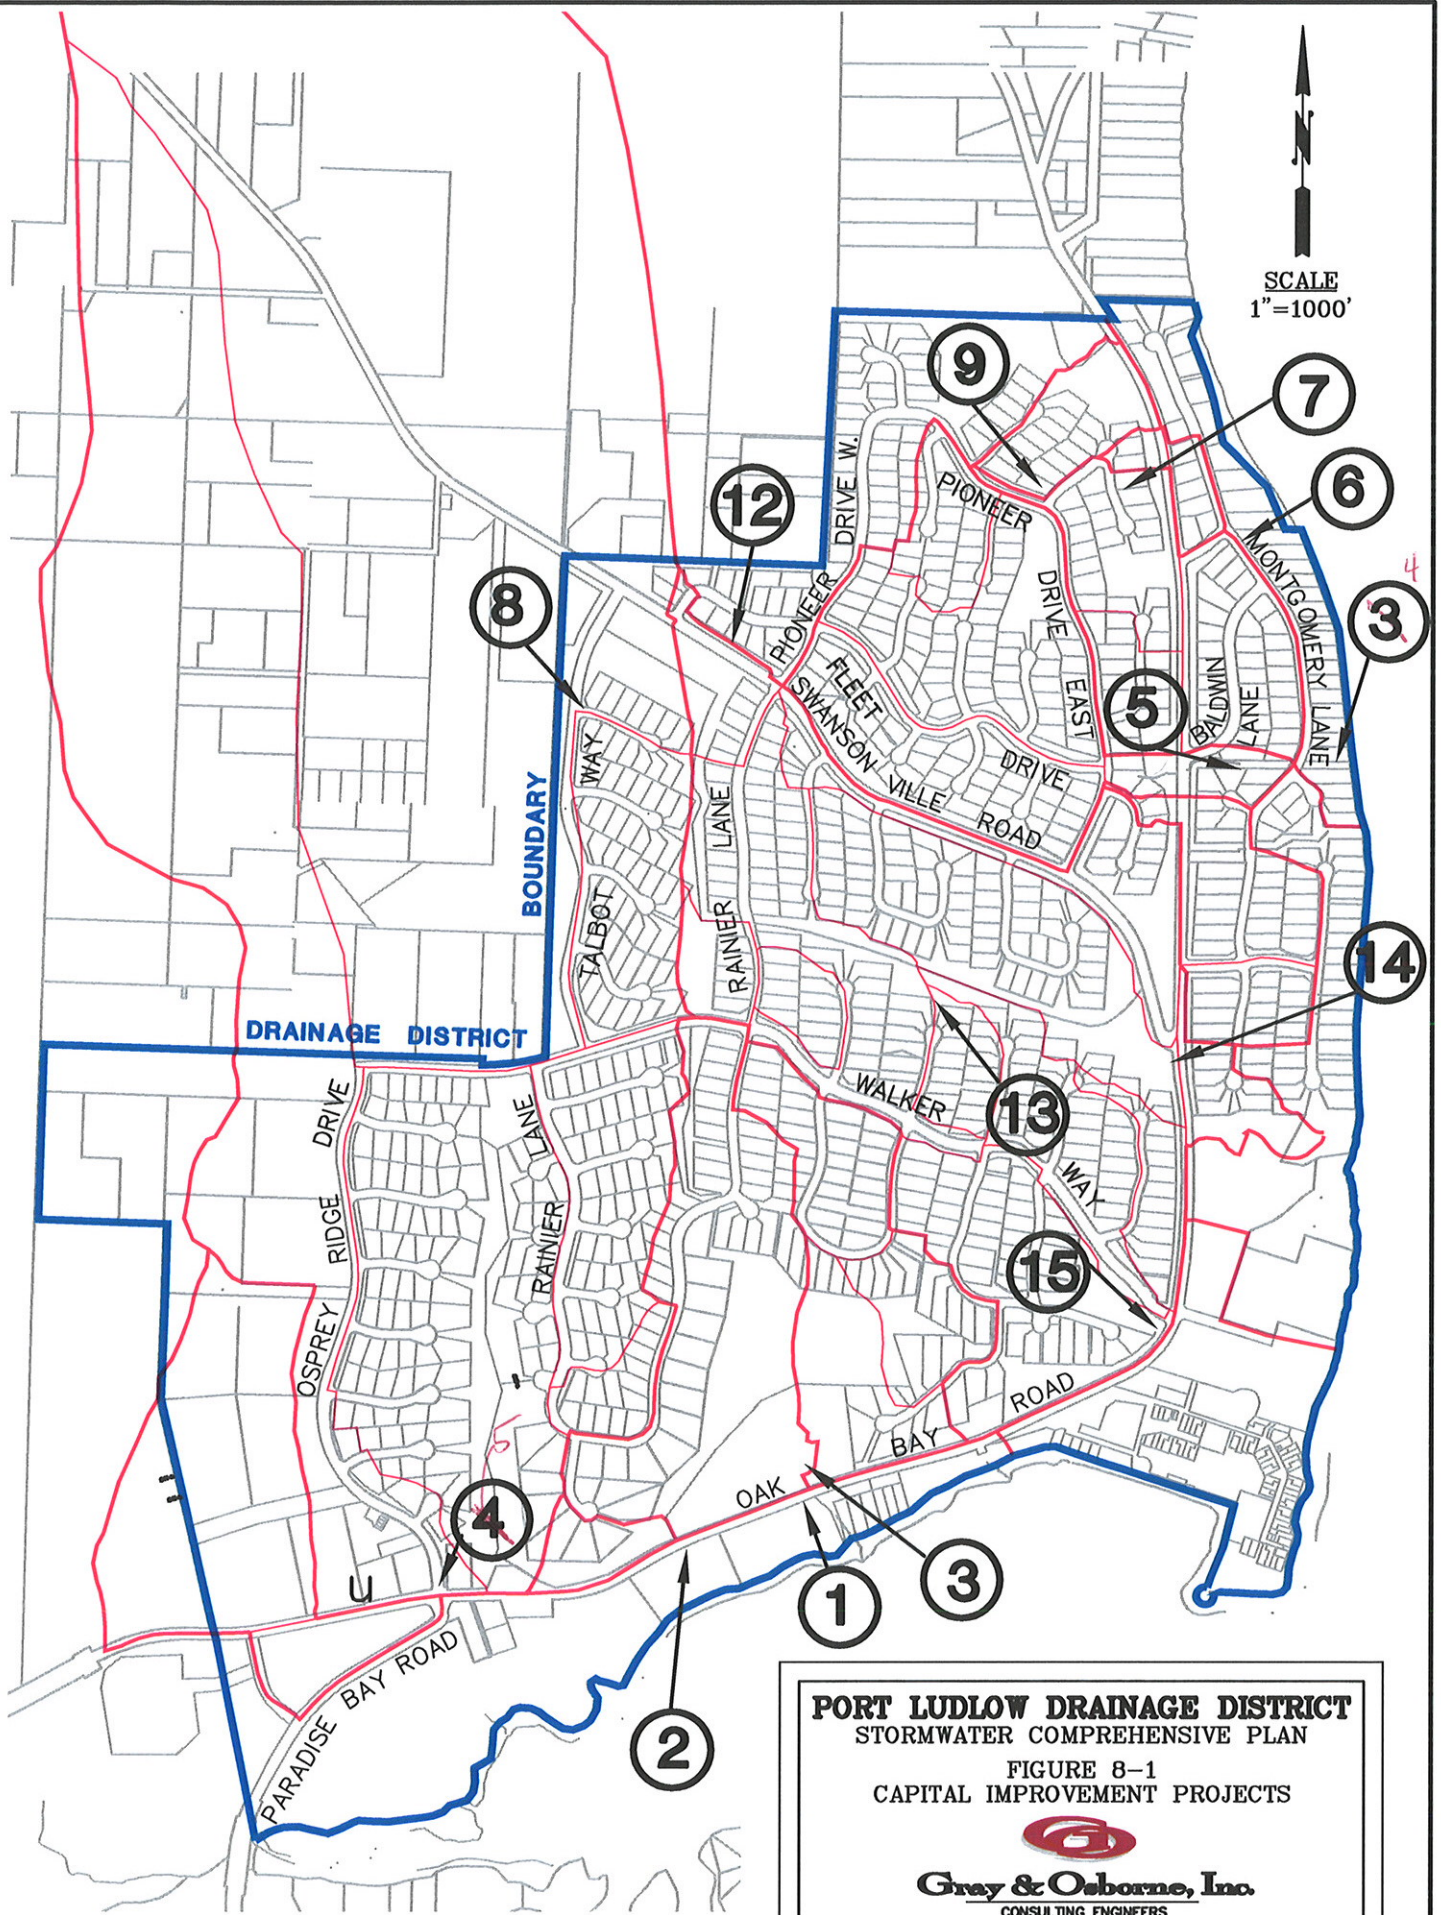 N
SCALE
1"=1000'
9
7
6
12
PIONEER
DRIVE W.
MONTGOMERY LANE
4
3
8
PIONEER
DRIVE
EAST
FLEET
DRIVE
SWANSON VILLE ROAD
5
BALDWIN
LANE
WAY
TALBOT
BOUNDARY
RAINIER LANE
14
DRAINAGE DISTRICT
13
WALKER
WAY
RIDGE DRIVE
OSPREY
LANE
RAINIER
15
5
4
OAK
BAY
ROAD
U
1
3
2
PARADISE BAY ROAD
PORT LUDLOW DRAINAGE DISTRICT
STORMWATER COMPREHENSIVE PLAN
FIGURE 8-1
CAPITAL IMPROVEMENT PROJECTS
Gray & Osborne, Inc.
CONSULTING ENGINEERS